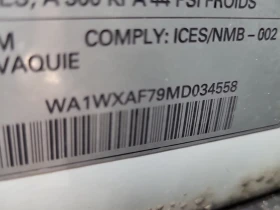 A 300 KPA 44 PSI FROIDS
M COMPLY: ICES/NMB-002
VAQUIE
WA1WXAF79MD034558